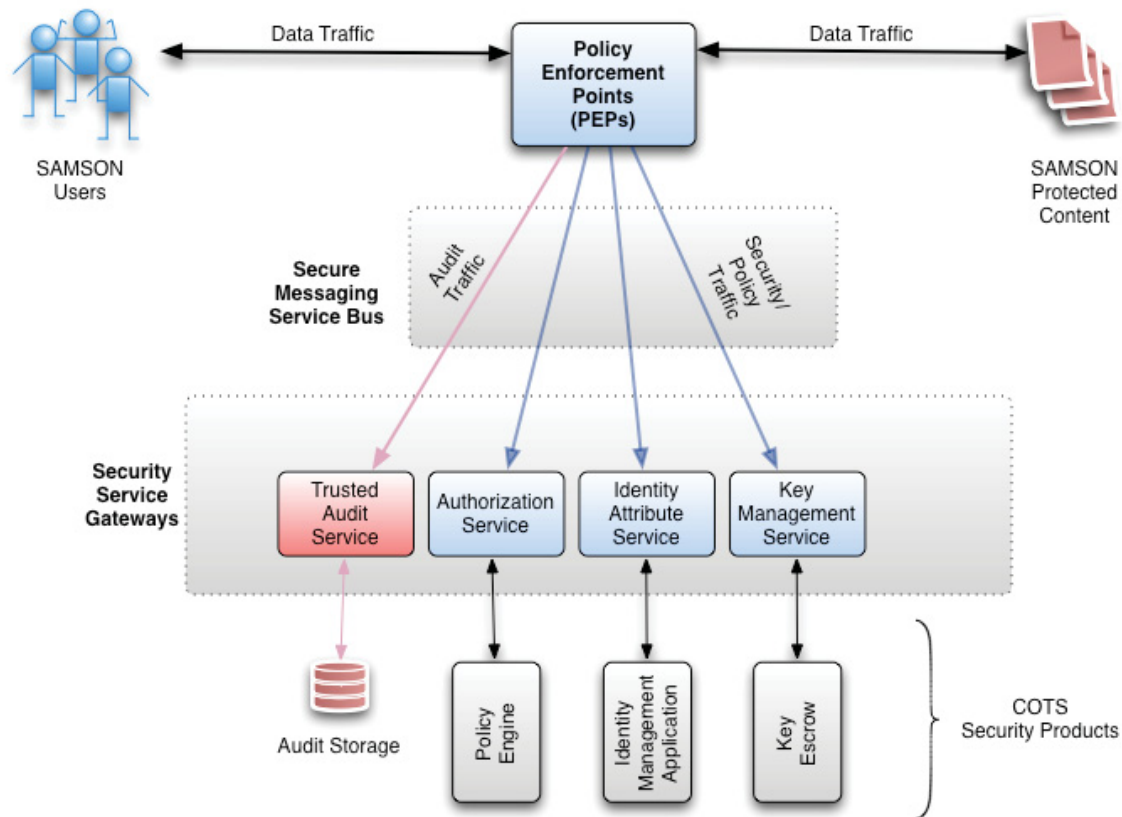 Data Traffic
Policy
Enforcement
Points
(PEPs)
Data Traffic
SAMSON
Users
SAMSON
Protected
Content
Secure
Messaging
Service Bus
Audit
Traffic
Security/
Policy
Traffic
Security
Service
Gateways
Trusted
Audit
Service
Authorization
Service
Identity
Attribute
Service
Key
Management
Service
Audit Storage
Policy
Engine
Identity
Management
Application
Key
Escrow
COTS
Security Products